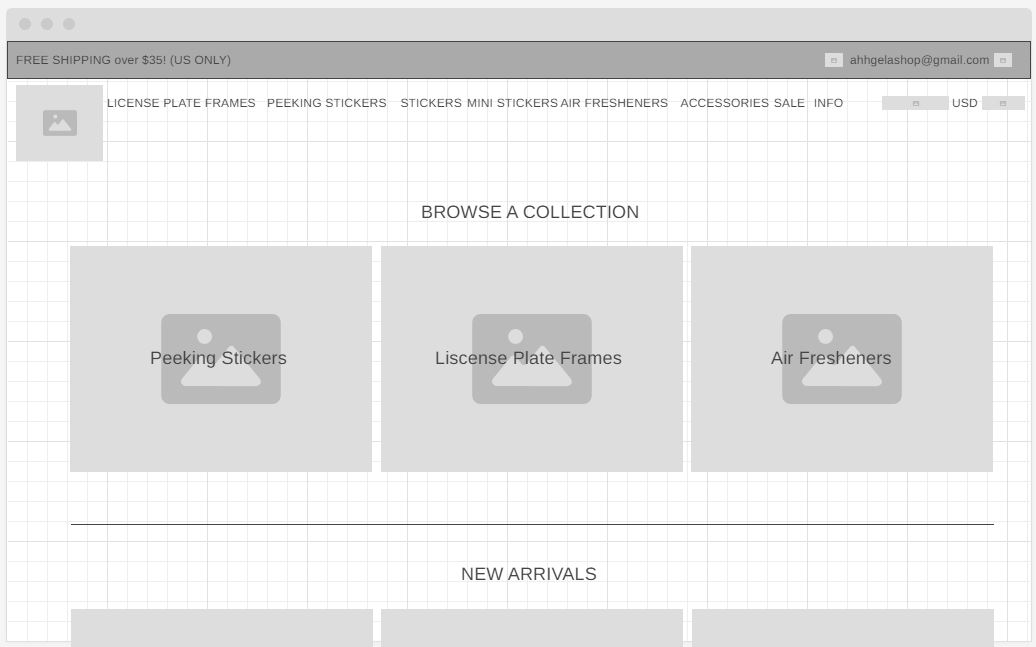 FREE SHIPPING over $35! (US ONLY)
ahhgelashop@gmail.com
LICENSE PLATE FRAMES PEEKING STICKERS STICKERS MINI STICKERS AIR FRESHENERS ACCESSORIES SALE INFO USD
BROWSE A COLLECTION
Peeking Stickers
Liscense Plate Frames
Air Fresheners
NEW ARRIVALS